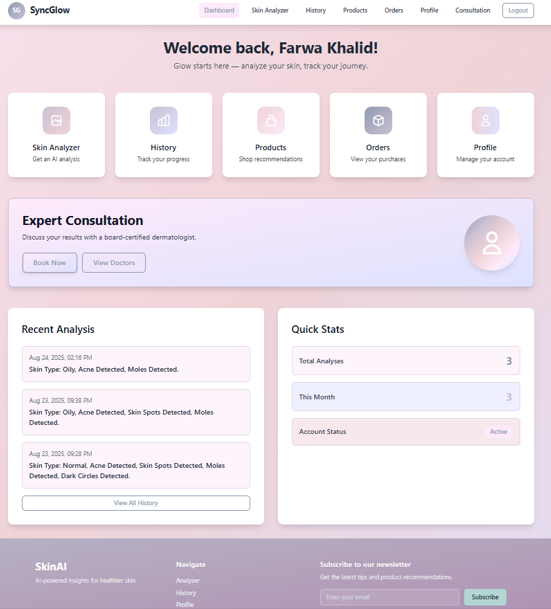 SG SyncGlow Dashboard Skin Analyzer History Products Orders Profile Consultation Logout
Welcome back, Farwa Khalid!
Glow starts here — analyze your skin, track your journey.
Skin Analyzer
Get an AI analysis
History
Track your progress
Products
Shop recommendations
Orders
View your purchases
Profile
Manage your account
Expert Consultation
Discuss your results with a board-certified dermatologist.
Book Now View Doctors
Recent Analysis
Aug 24, 2025, 02:16 PM
Skin Type: Oily, Acne Detected, Moles Detected.
Aug 23, 2025, 09:38 PM
Skin Type: Oily, Acne Detected, Skin Spots Detected, Moles
Detected.
Aug 23, 2025, 09:28 PM
Skin Type: Normal, Acne Detected, Skin Spots Detected, Moles
Detected, Dark Circles Detected.
View All History
Quick Stats
Total Analyses 3
This Month 3
Account Status Active
SkinAI
AI-powered insights for healthier skin.
Navigate
Analyzer
History
Profile
Subscribe to our newsletter
Get the latest tips and product recommendations.
Enter your email Subscribe